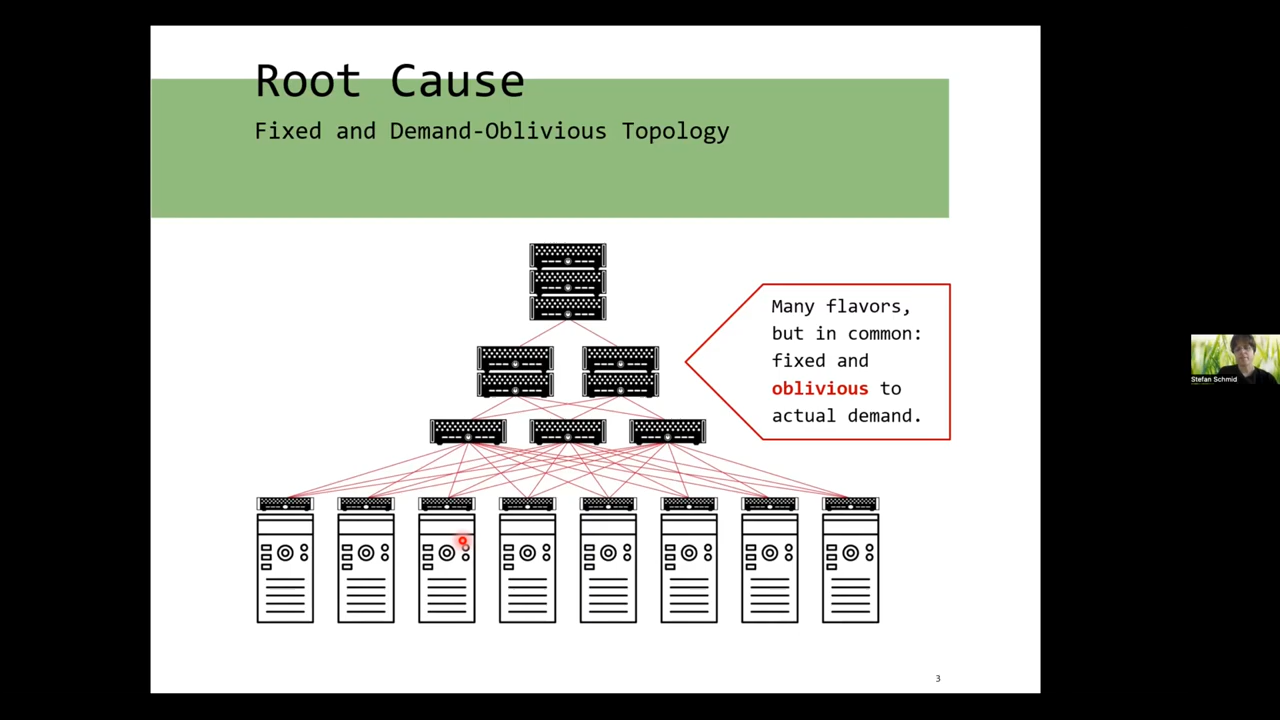 Root Cause
Fixed and Demand-Oblivious Topology
Many flavors,
but in common:
fixed and
oblivious to
actual demand.
Stefan Schmid
3